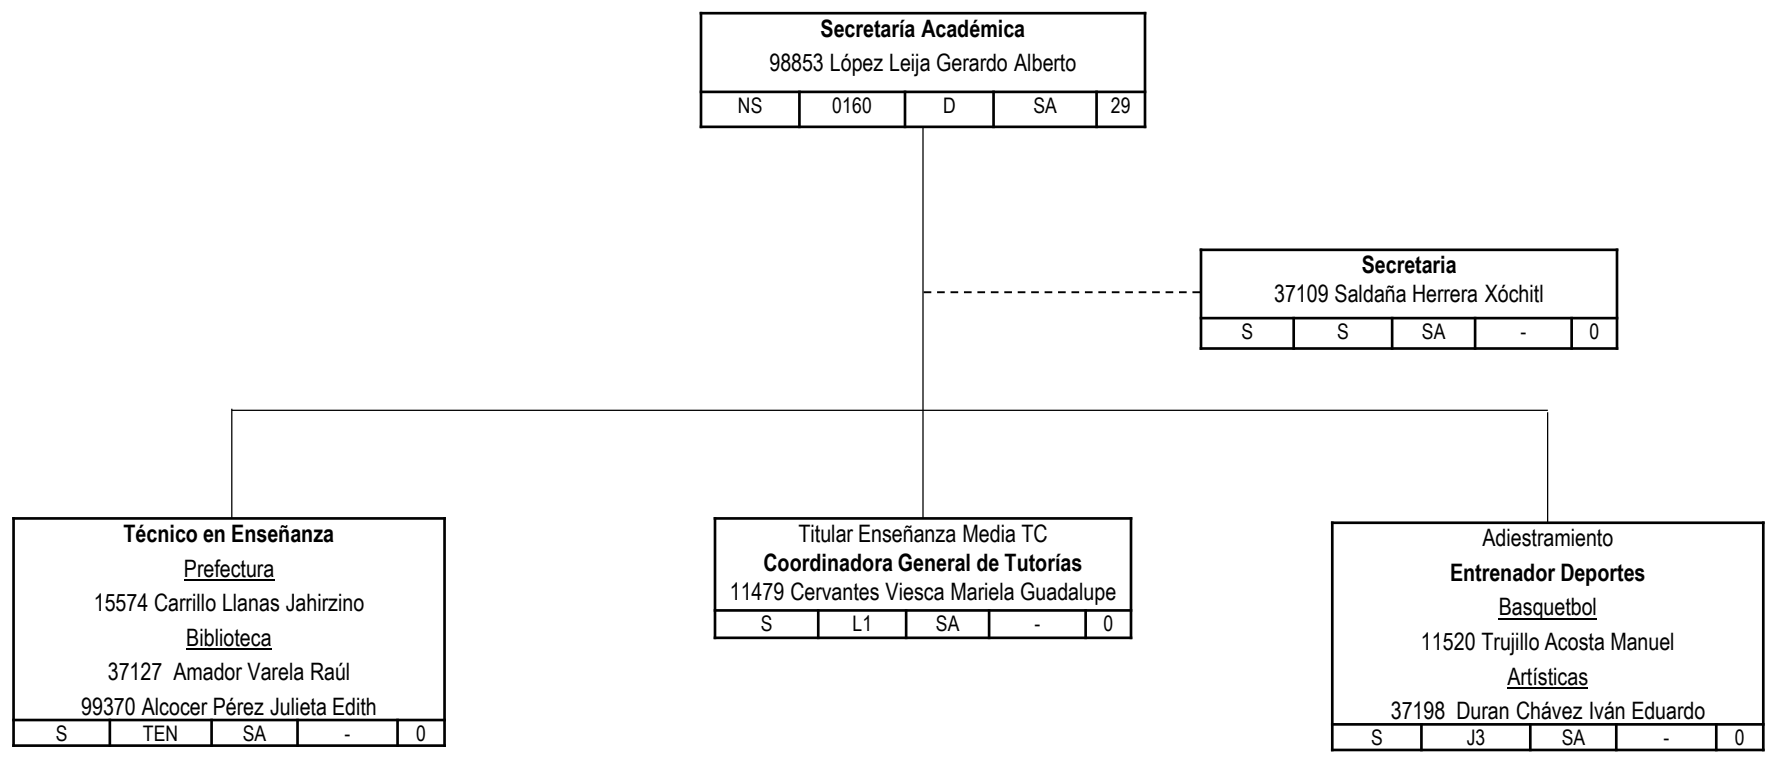 Secretaría Académica
98853 López Leija Gerardo Alberto
NS 0160 D SA 29
Secretaria
37109 Saldaña Herrera Xóchitl
S S SA - 0
Técnico en Enseñanza
Prefectura
15574 Carrillo Llanas Jahirzino
Biblioteca
37127 Amador Varela Raúl
99370 Alcocer Pérez Julieta Edith
S TEN SA - 0
Titular Enseñanza Media TC
Coordinadora General de Tutorías
11479 Cervantes Viesca Mariela Guadalupe
S L1 SA - 0
Adiestramiento
Entrenador Deportes
Basquetbol
11520 Trujillo Acosta Manuel
Artísticas
37198 Duran Chávez Iván Eduardo
S J3 SA - 0